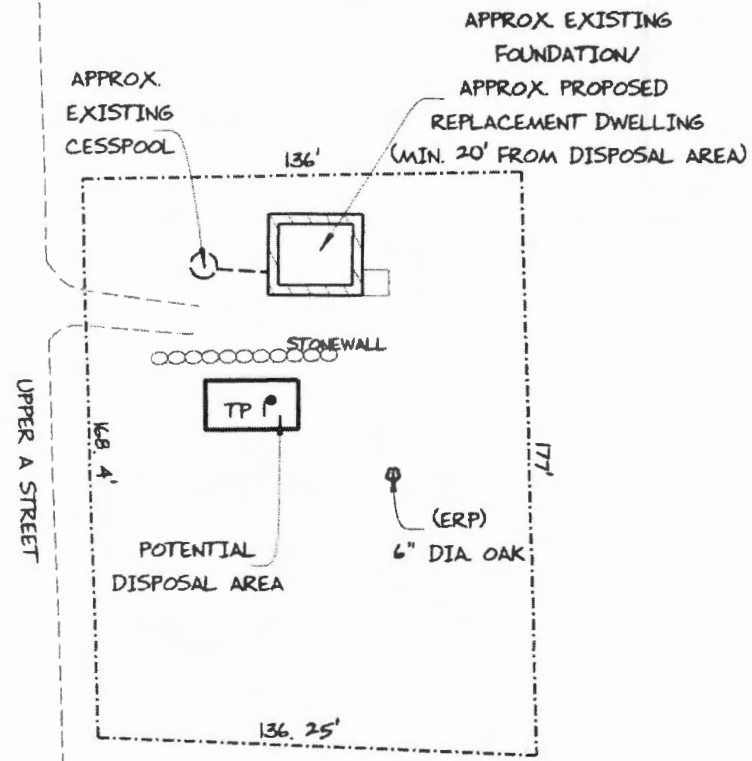 APPROX. EXISTING
FOUNDATION/
APPROX. PROPOSED
REPLACEMENT DWELLING
(MIN. 20' FROM DISPOSAL AREA)
APPROX.
EXISTING
CESSPOOL
136'
STONEWALL
TP 1
UPPER A STREET
168. 4'
177'
(ERP)
6" DIA. OAK
POTENTIAL
DISPOSAL AREA
136. 25'